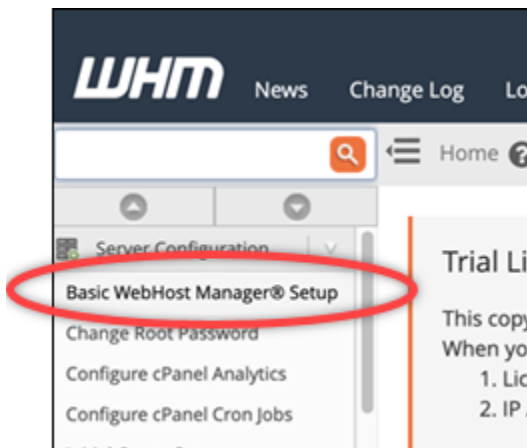 WHM News Change Log
Home
Server Configuration
Basic WebHost Manager® Setup
Change Root Password
Configure cPanel Analytics
Configure cPanel Cron Jobs
Trial Li
This copy
When yo
1. Lic
2. IP